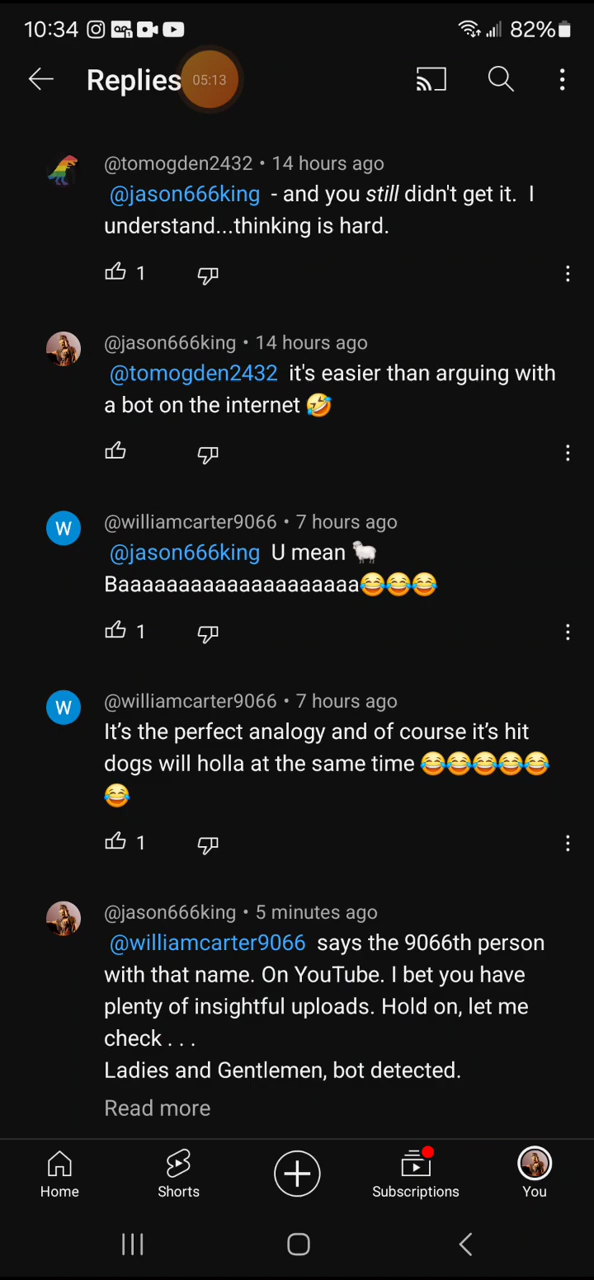 10:34 82%
Replies 05:13
@tomogden2432 • 14 hours ago
@jason666king - and you still didn't get it. I
understand...thinking is hard.
1
@jason666king • 14 hours ago
@tomogden2432 it's easier than arguing with
a bot on the internet 🤣
@williamcarter9066 • 7 hours ago
@jason666king U mean 🐑
Baaaaaaaaaaaaaaaaaaaa😂😂😂
1
W
@williamcarter9066 • 7 hours ago
It's the perfect analogy and of course it's hit
dogs will holla at the same time 😂😂😂😂😂
😂
1
W
@jason666king • 5 minutes ago
@williamcarter9066 says the 9066th person
with that name. On YouTube. I bet you have
plenty of insightful uploads. Hold on, let me
check . . .
Ladies and Gentlemen, bot detected.
Read more
Home Shorts Subscriptions You